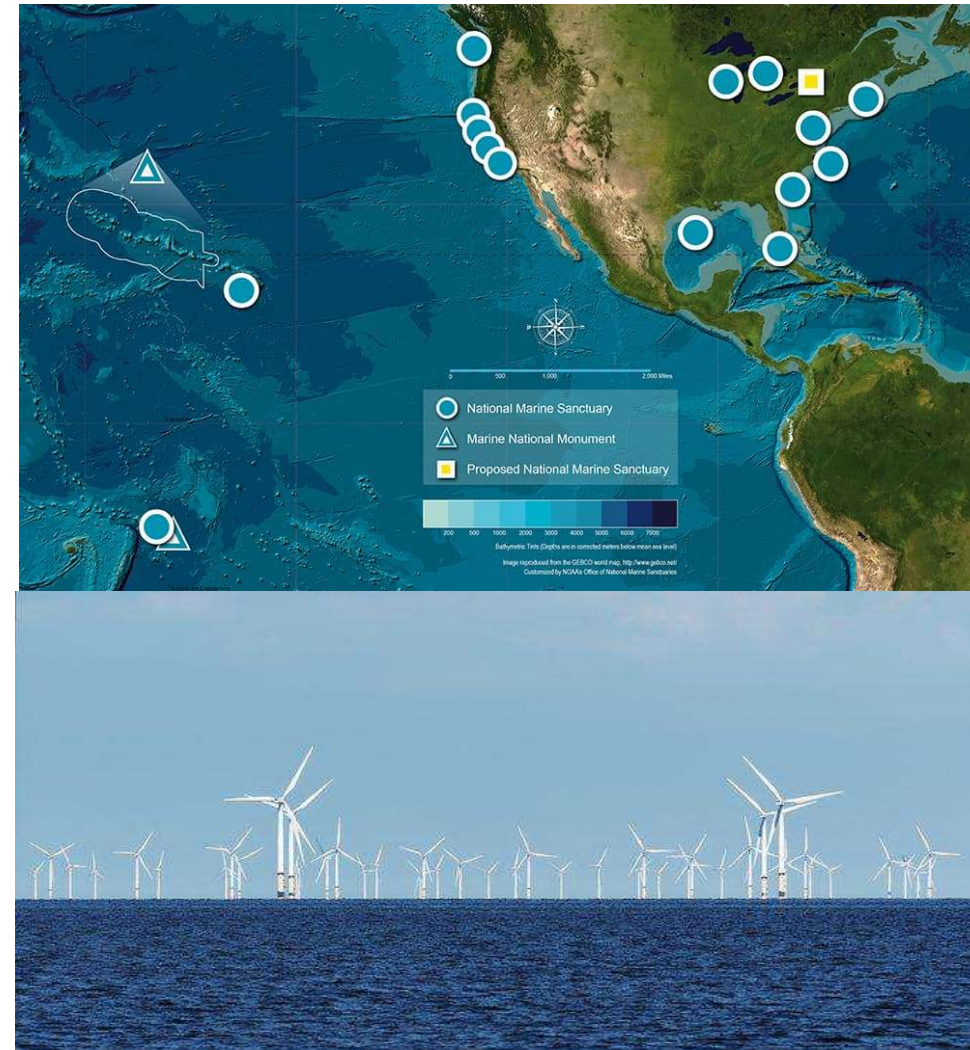 0 500 1,000 2,000 Miles
National Marine Sanctuary
Marine National Monument
Proposed National Marine Sanctuary
200 500 1000 2000 3000 4000 5000 6000 7000
Bathymetric Tints (Depths are in corrected meters below mean sea level)
Image reproduced from the GEBCO world map, http://www.gebco.net/
Customized by NOAA's Office of National Marine Sanctuaries